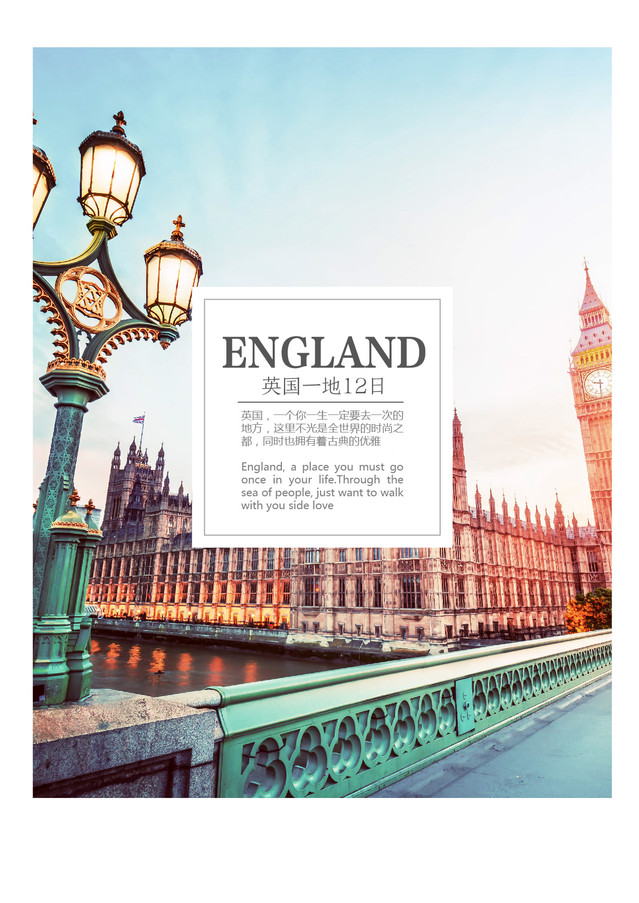 ENGLAND
英国一地12日
英国，一个你一生一定要去一次的
地方，这里不光是全世界的时尚之
都，同时也拥有着古典的优雅
England, a place you must go
once in your life.Through the
sea of people, just want to walk
with you side love